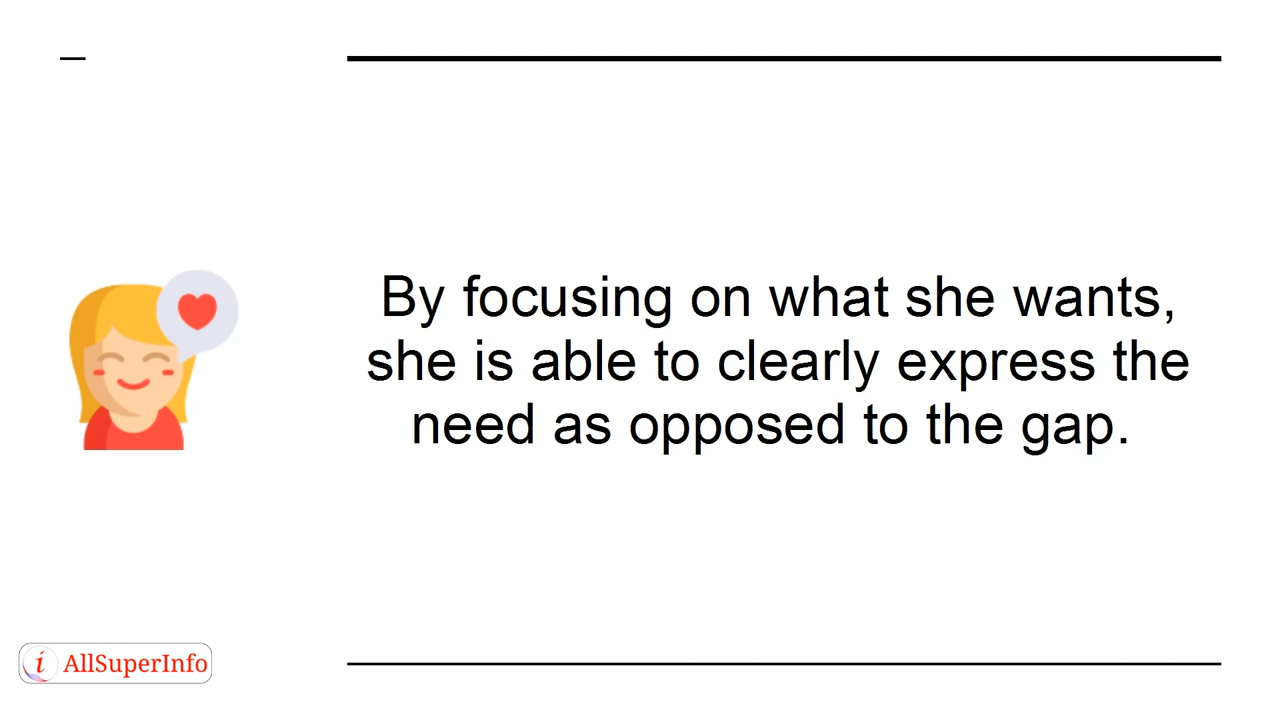 By focusing on what she wants,
she is able to clearly express the
need as opposed to the gap.
i AllSuperInfo